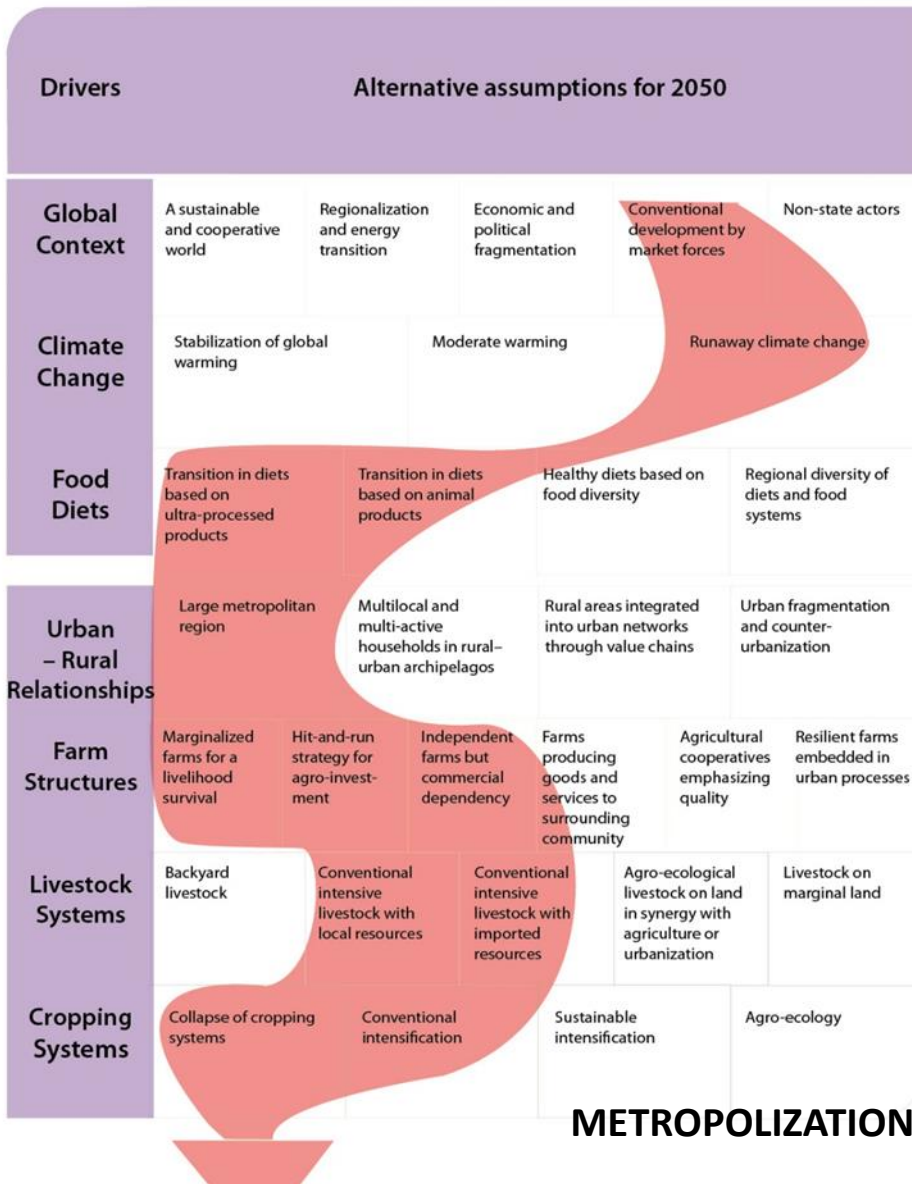 Drivers
Alternative assumptions for 2050
Global
Context
A sustainable
and cooperative
world
Regionalization
and energy
transition
Economic and
political
fragmentation
Conventional
development by
market forces
Non-state actors
Climate
Change
Stabilization of global
warming
Moderate warming
Runaway climate change
Food
Diets
Transition in diets
based on
ultra-processed
products
Transition in diets
based on animal
products
Healthy diets based on
food diversity
Regional diversity of
diets and food
systems
Urban
– Rural
Relationships
Large metropolitan
region
Multilocal and
multi-active
households in rural–
urban archipelagos
Rural areas integrated
into urban networks
through value chains
Urban fragmentation
and counter-
urbanization
Farm
Structures
Marginalized
farms for a
livelihood
survival
Hit-and-run
strategy for
agro-invest-
ment
Independent
farms but
commercial
dependency
Farms
producing
goods and
services to
surrounding
community
Agricultural
cooperatives
emphasizing
quality
Resilient farms
embedded in
urban processes
Livestock
Systems
Backyard
livestock
Conventional
intensive
livestock with
local resources
Conventional
intensive
livestock with
imported
resources
Agro-ecological
livestock on land
in synergy with
agriculture or
urbanization
Livestock on
marginal land
Cropping
Systems
Collapse of cropping
systems
Conventional
intensification
Sustainable
intensification
Agro-ecology
METROPOLIZATION